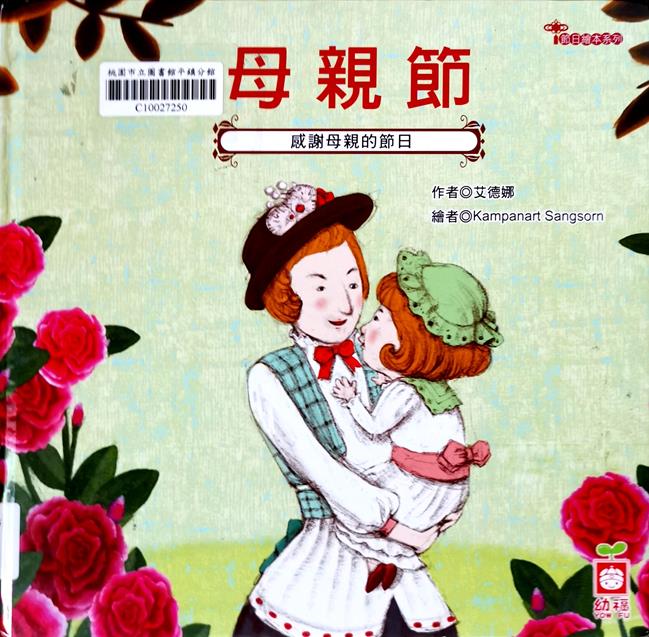 節日繪本系列
桃園市立圖書館平鎮分館
C10027250
母親節
感謝母親的節日
作者◎艾德娜
繪者◎Kampanart Sangsorn
幼福
YOW FU